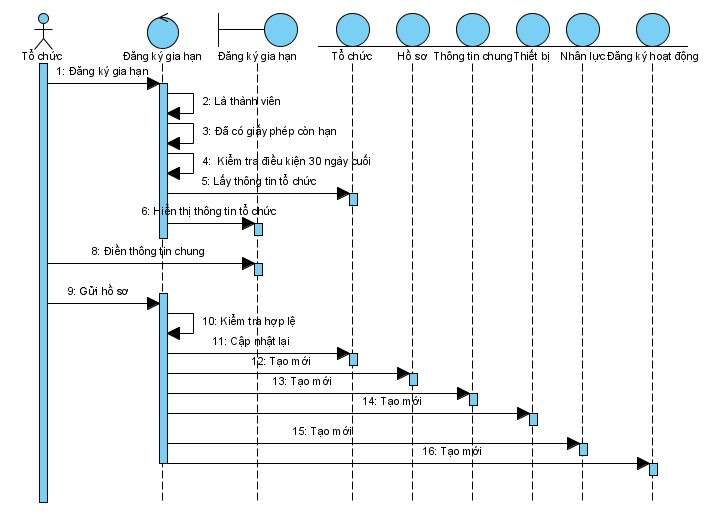 Tổ chức
Đăng ký gia hạn
Đăng ký gia hạn
Tổ chức
Hồ sơ
Thông tin chung
Thiết bị
Nhân lực
Đăng ký hoạt động
1: Đăng ký gia hạn
2: Là thành viên
3: Đã có giấy phép còn hạn
4: Kiểm tra điều kiện 30 ngày cuối
5: Lấy thông tin tổ chức
6: Hiển thị thông tin tổ chức
8: Điền thông tin chung
9: Gửi hồ sơ
10: Kiểm tra hợp lệ
11: Cập nhật lại
12: Tạo mới
13: Tạo mới
14: Tạo mới
15: Tạo mới
16: Tạo mới